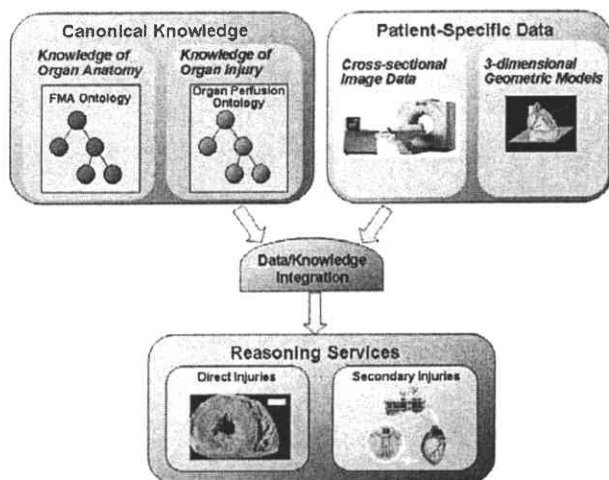 Canonical Knowledge
Knowledge of
Organ Anatomy
FMA Ontology
Knowledge of
Organ Injury
Organ Perfusion
Ontology
Patient-Specific Data
Cross-sectional
Image Data
3-dimensional
Geometric Models
Data/Knowledge
Integration
Reasoning Services
Direct Injuries
Secondary Injuries